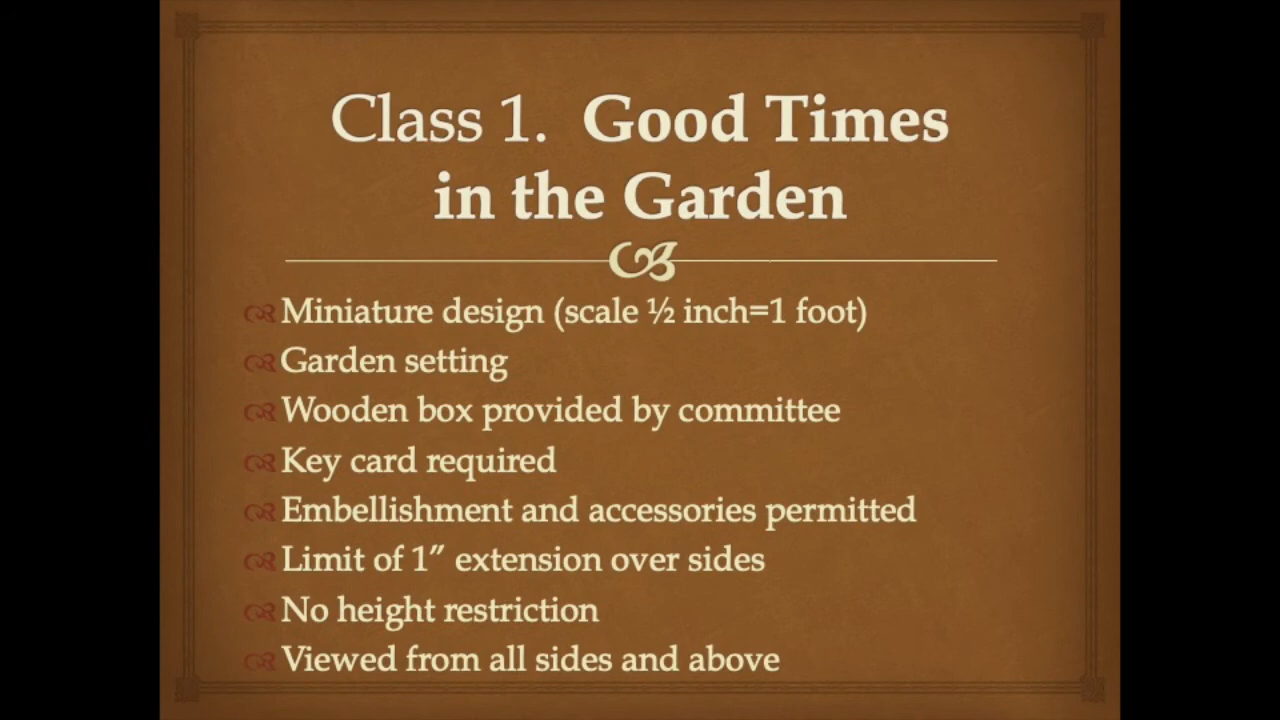 Class 1.  Good Times
in the Garden
Miniature design (scale ½ inch=1 foot)
Garden setting
Wooden box provided by committee
Key card required
Embellishment and accessories permitted
Limit of 1” extension over sides
No height restriction
Viewed from all sides and above